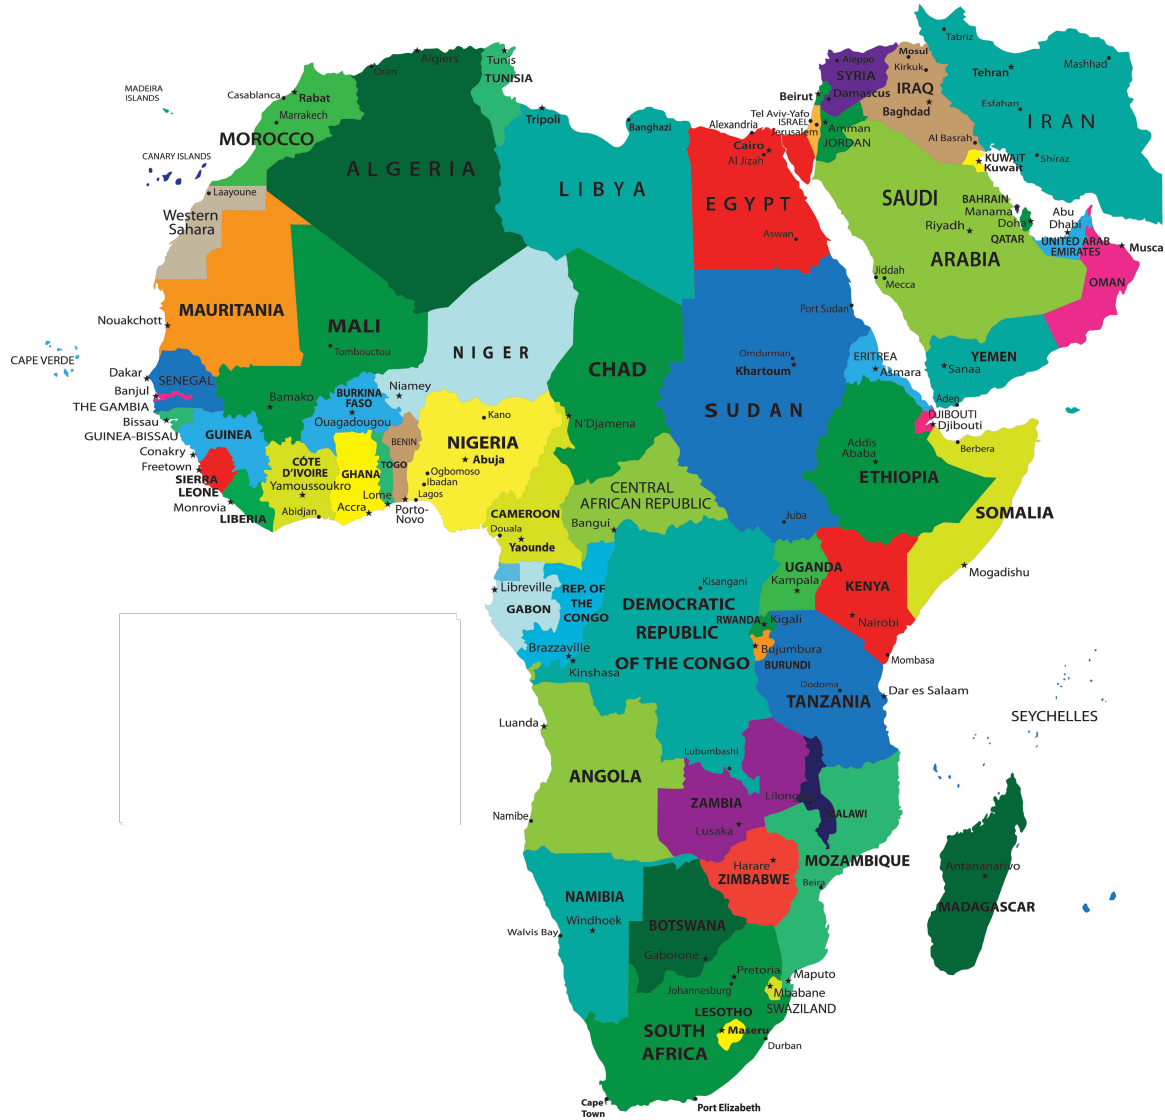 Tabriz
Mosul
Kirkuk
Tehran
Mashhad
Aleppo
SYRIA
Damascus
Beirut
IRAQ
Baghdad
Esfahan
IRAN
Tel Aviv-Yafo
ISRAEL
Jerusalem
Amman
JORDAN
Al Basrah
KUWAIT
Kuwait
Shiraz
Algiers
Oran
Tunis
TUNISIA
MADEIRA
ISLANDS
Casablanca
Rabat
Marrakech
MOROCCO
Tripoli
Banghazi
Alexandria
Cairo
Al Jizah
CANARY ISLANDS
ALGERIA
LIBYA
EGYPT
Aswan
SAUDI
ARABIA
Riyadh
BAHRAIN
Manama
Doha
QATAR
Abu
Dhabi
UNITED ARAB
EMIRATES
Musca
OMAN
Jiddah
Mecca
Laayoune
Western
Sahara
MAURITANIA
Nouakchott
MALI
Tombouctou
NIGER
CHAD
Port Sudan
Omdurman
Khartoum
SUDAN
ERITREA
Asmara
YEMEN
Sanaa
Aden
CAPE VERDE
Dakar
SENEGAL
Banjul
THE GAMBIA
Bissau
GUINEA-BISSAU
Bamako
BURKINA
FASO
Ouagadougou
Niamey
Kano
N'Djamena
DJIBOUTI
Djibouti
Berbera
GUINEA
Conakry
Freetown
SIERRA
LEONE
Monrovia
LIBERIA
CÔTE
D'IVOIRE
Yamoussoukro
Abidjan
GHANA
Accra
TOGO
Lome
BENIN
Porto-
Novo
NIGERIA
Abuja
Ogbomoso
Ibadan
Lagos
CENTRAL
AFRICAN REPUBLIC
Bangui
CAMEROON
Douala
Yaounde
Addis
Ababa
ETHIOPIA
SOMALIA
Juba
Mogadishu
Libreville
GABON
REP. OF
THE
CONGO
Brazzaville
Kinshasa
Kisangani
DEMOCRATIC
REPUBLIC
OF THE CONGO
UGANDA
Kampala
KENYA
Nairobi
RWANDA
Kigali
Bujumbura
BURUNDI
Mombasa
Dodoma
TANZANIA
Dar es Salaam
SEYCHELLES
Luanda
ANGOLA
Namibe
Lubumbashi
ZAMBIA
Lusaka
MALAWI
MOZAMBIQUE
Harare
ZIMBABWE
Beira
Antananarivo
MADAGASCAR
NAMIBIA
Windhoek
Walvis Bay
BOTSWANA
Gaborone
Pretoria
Johannesburg
Maputo
Mbabane
SWAZILAND
LESOTHO
Maseru
SOUTH
AFRICA
Durban
Cape
Town
Port Elizabeth